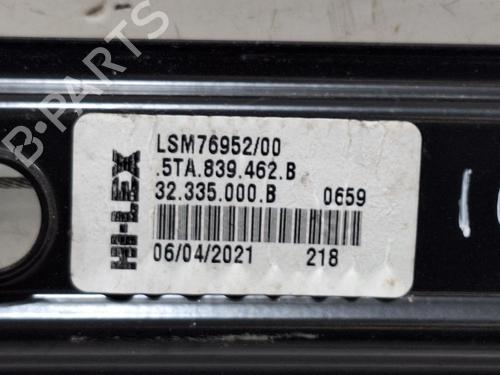 B-PARTS
HI-LEX
LSM76952/00
.5TA.839.462.B
32.335.000.B 0659
06/04/2021 218